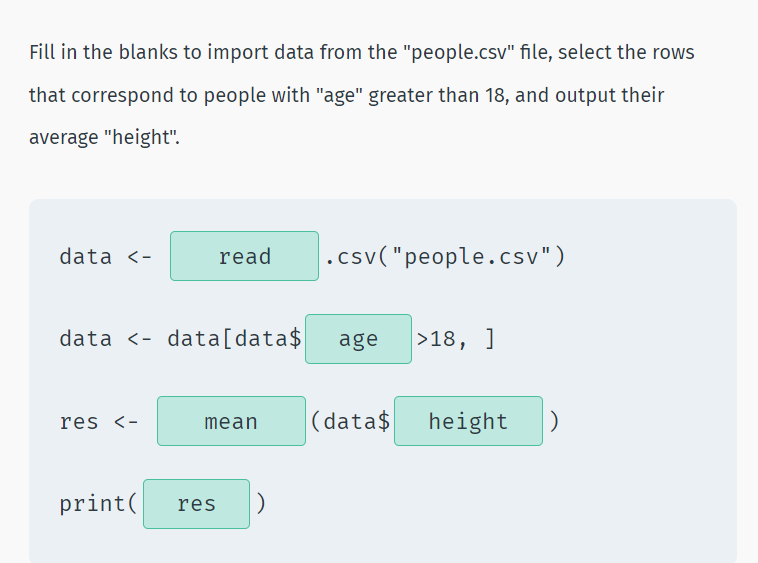 Fill in the blanks to import data from the "people.csv" file, select the rows
that correspond to people with "age" greater than 18, and output their
average "height".
data <- read .csv("people.csv")
data <- data[data$ age >18, ]
res <- mean (data$ height )
print( res )